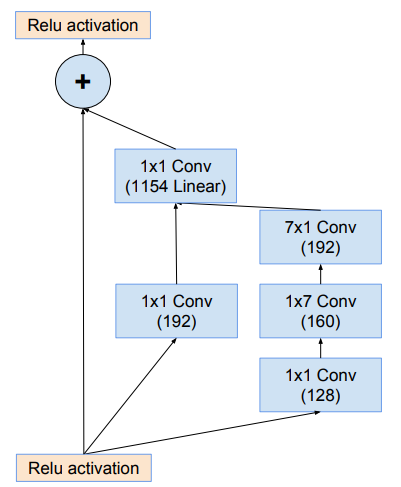 Relu activation
+
1x1 Conv
(1154 Linear)
7x1 Conv
(192)
1x1 Conv
(192)
1x7 Conv
(160)
1x1 Conv
(128)
Relu activation